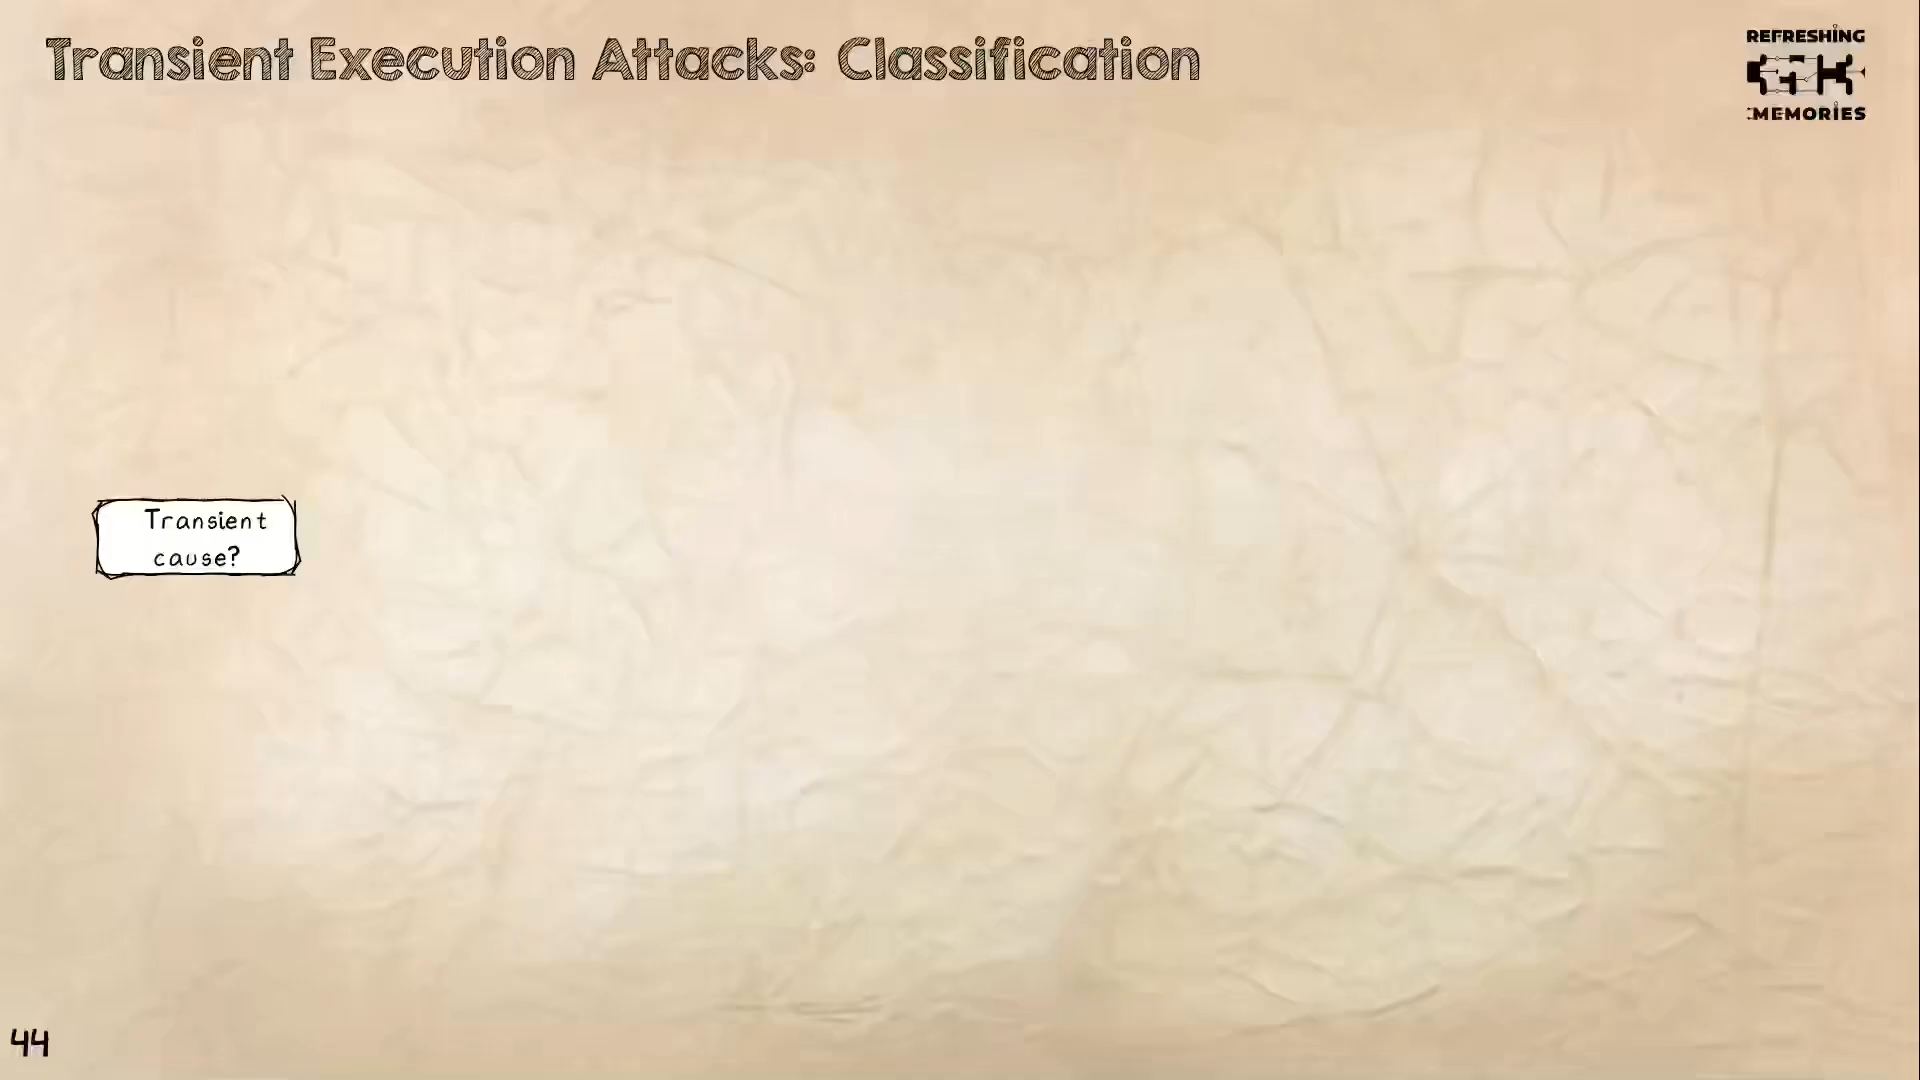 Transient Execution Attacks: Classification
REFRESHING
MEMORIES
Transient
cause?
44